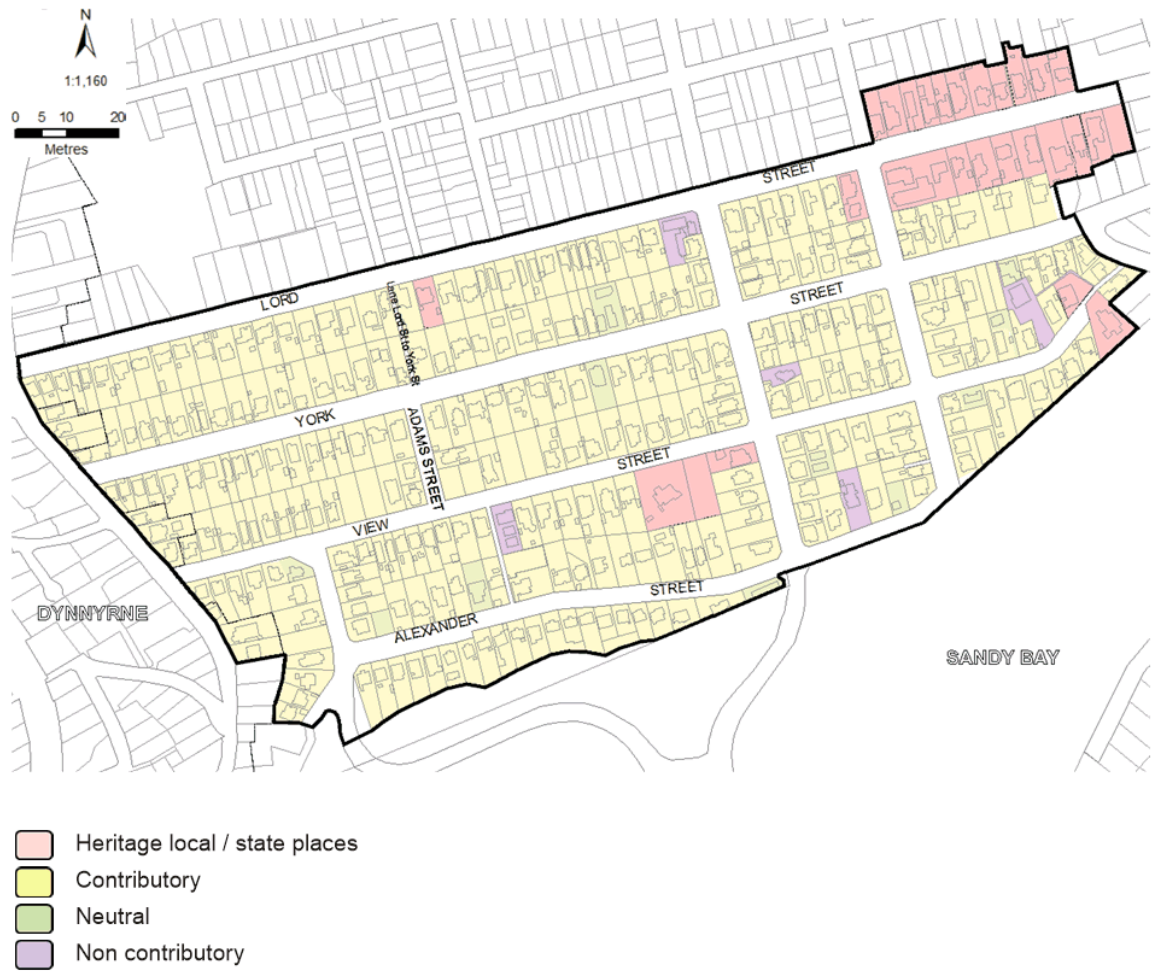 N
1:1,160
0 5 10 20
Metres
STREET
LORD
Lane Lord St to York St
STREET
YORK
ADAMS STREET
STREET
VIEW
STREET
ALEXANDER
DYNNYRNE
SANDY BAY
Heritage local / state places
Contributory
Neutral
Non contributory